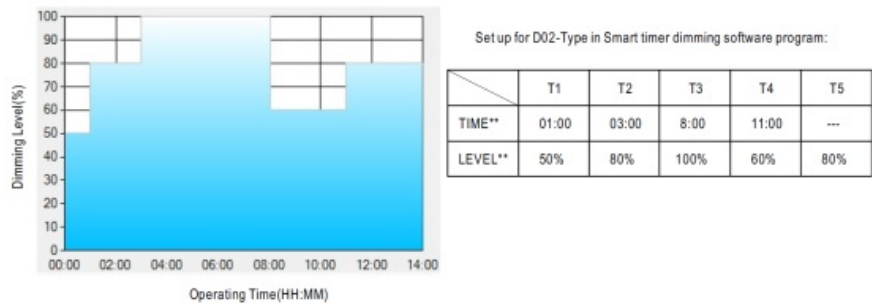 100
90
80
70
60
50
40
30
20
10
0
Dimming Level(%)
00:00 02:00 04:00 06:00 08:00 10:00 12:00 14:00
Operating Time(HH:MM)
Set up for D02-Type in Smart timer dimming software program:
T1 T2 T3 T4 T5
TIME** 01:00 03:00 8:00 11:00 ---
LEVEL** 50% 80% 100% 60% 80%